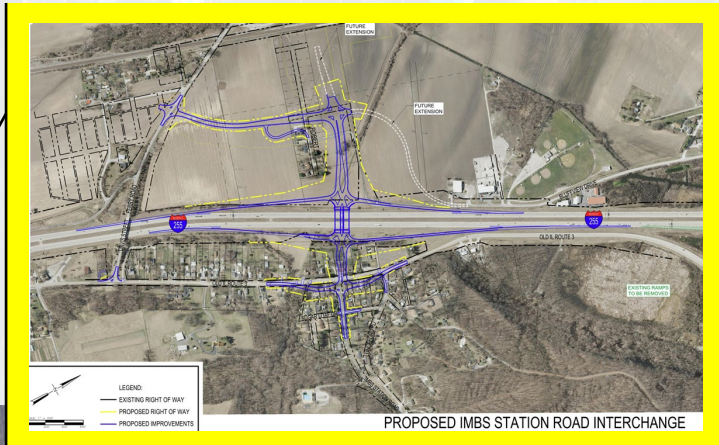 FUTURE
EXTENSION
FUTURE
EXTENSION
255
255
OLD IL ROUTE 3
EXISTING RAMPS
TO BE REMOVED
LEGEND:
EXISTING RIGHT OF WAY
PROPOSED RIGHT OF WAY
PROPOSED IMPROVEMENTS
PROPOSED IMBS STATION ROAD INTERCHANGE